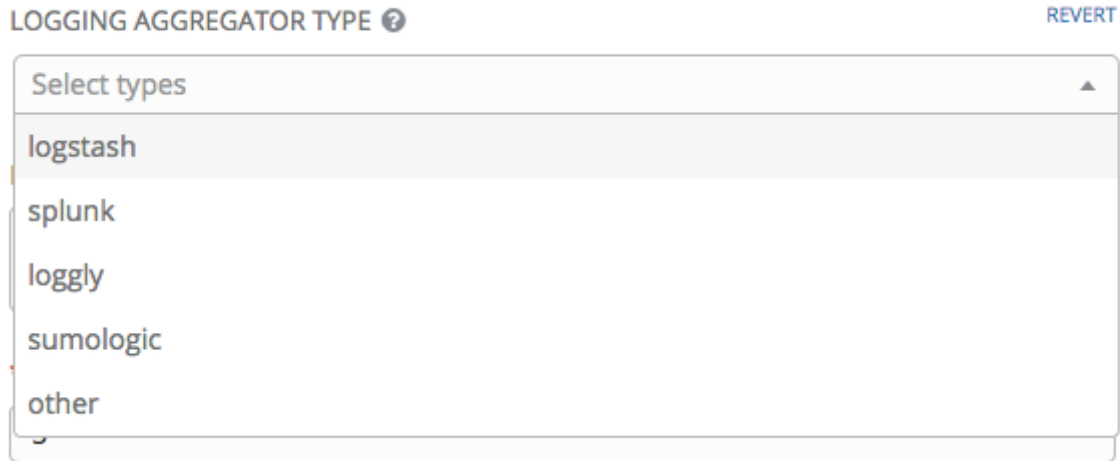 LOGGING AGGREGATOR TYPE
REVERT
Select types
logstash
splunk
loggly
sumologic
other